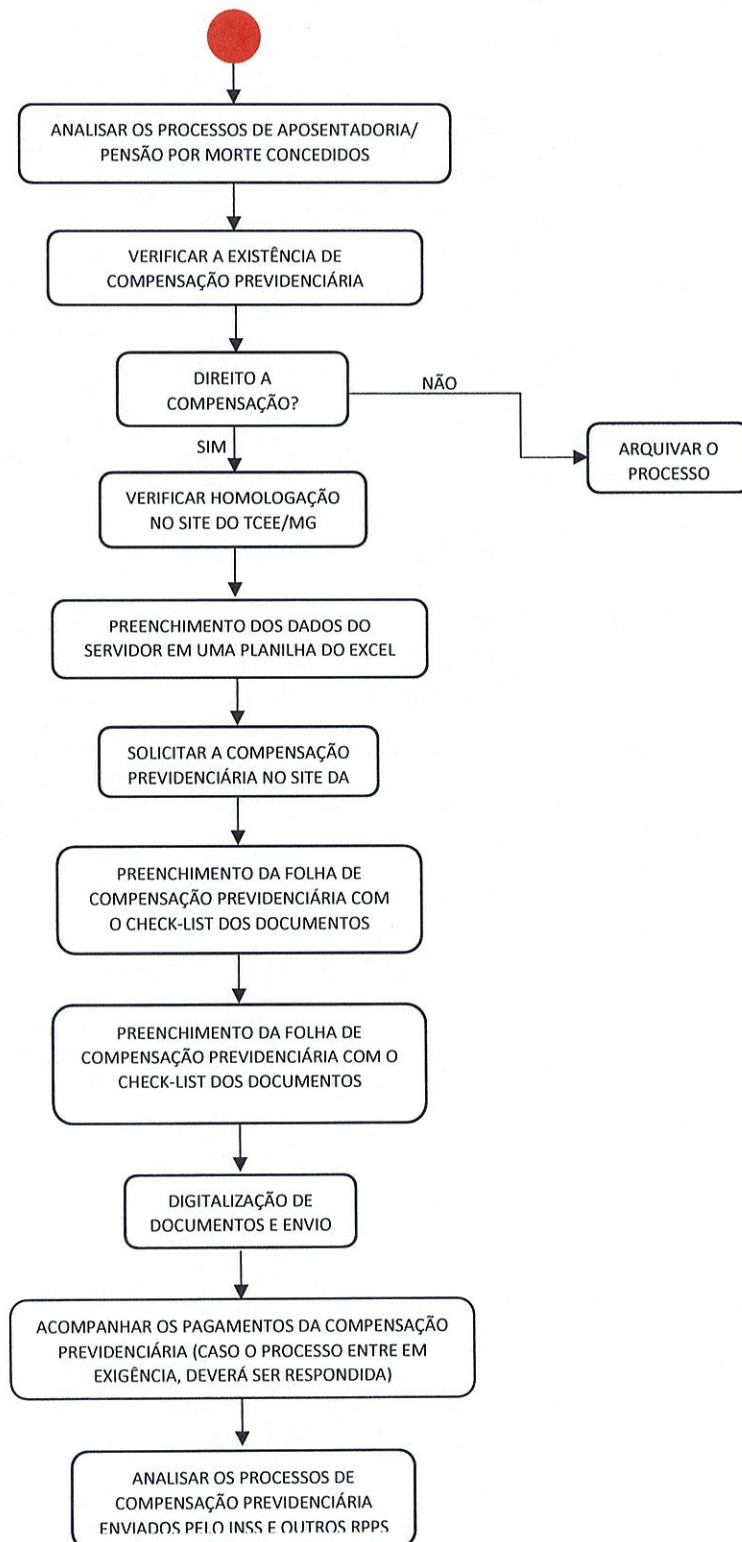 ANALISAR OS PROCESSOS DE APOSENTADORIA/
PENSÃO POR MORTE CONCEDIDOS
VERIFICAR A EXISTÊNCIA DE
COMPENSAÇÃO PREVIDENCIÁRIA
DIREITO A
COMPENSAÇÃO?
NÃO
ARQUIVAR O
PROCESSO
SIM
VERIFICAR HOMOLOGAÇÃO
NO SITE DO TCEE/MG
PREENCHIMENTO DOS DADOS DO
SERVIDOR EM UMA PLANILHA DO EXCEL
SOLICITAR A COMPENSAÇÃO
PREVIDENCIÁRIA NO SITE DA
PREENCHIMENTO DA FOLHA DE
COMPENSAÇÃO PREVIDENCIÁRIA COM
O CHECK-LIST DOS DOCUMENTOS
PREENCHIMENTO DA FOLHA DE
COMPENSAÇÃO PREVIDENCIÁRIA COM O
CHECK-LIST DOS DOCUMENTOS
DIGITALIZAÇÃO DE
DOCUMENTOS E ENVIO
ACOMPANHAR OS PAGAMENTOS DA COMPENSAÇÃO
PREVIDENCIÁRIA (CASO O PROCESSO ENTRE EM
EXIGÊNCIA, DEVERÁ SER RESPONDIDA)
ANALISAR OS PROCESSOS DE
COMPENSAÇÃO PREVIDENCIÁRIA
ENVIADOS PELO INSS E OUTROS RPPS